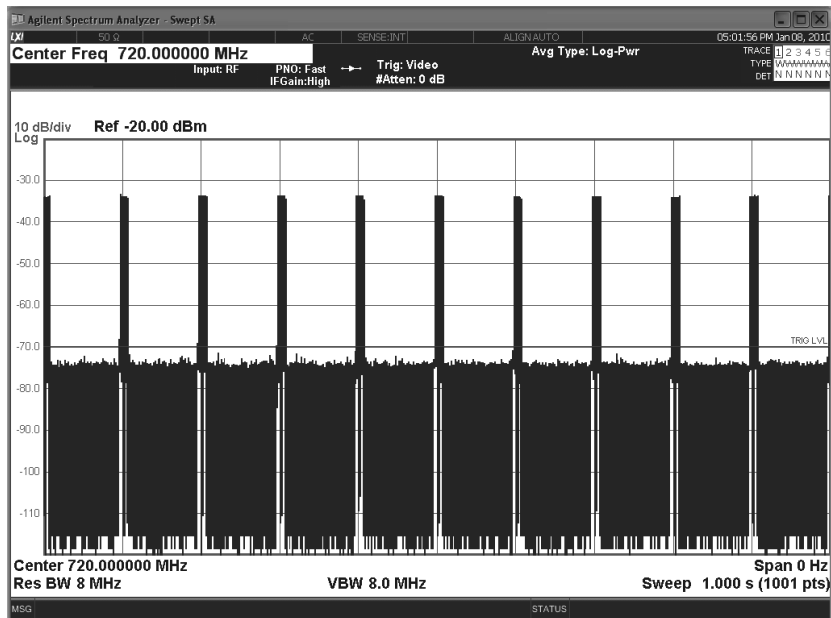 Agilent Spectrum Analyzer - Swept SA
LXI 50 Ω AC SENSE:INT ALIGN AUTO 05:01:56 PM Jan 08, 2010
Center Freq 720.000000 MHz
Input: RF
PNO: Fast
IFGain:High
Trig: Video
#Atten: 0 dB
Avg Type: Log-Pwr
TRACE 1 2 3 4 5 6
TYPE
DET N N N N N N
10 dB/div Ref -20.00 dBm
Log
-30.0
-40.0
-50.0
-60.0
-70.0
TRIG LVL
-80.0
-90.0
-100
-110
Center 720.000000 MHz Span 0 Hz
Res BW 8 MHz VBW 8.0 MHz Sweep 1.000 s (1001 pts)
MSG STATUS